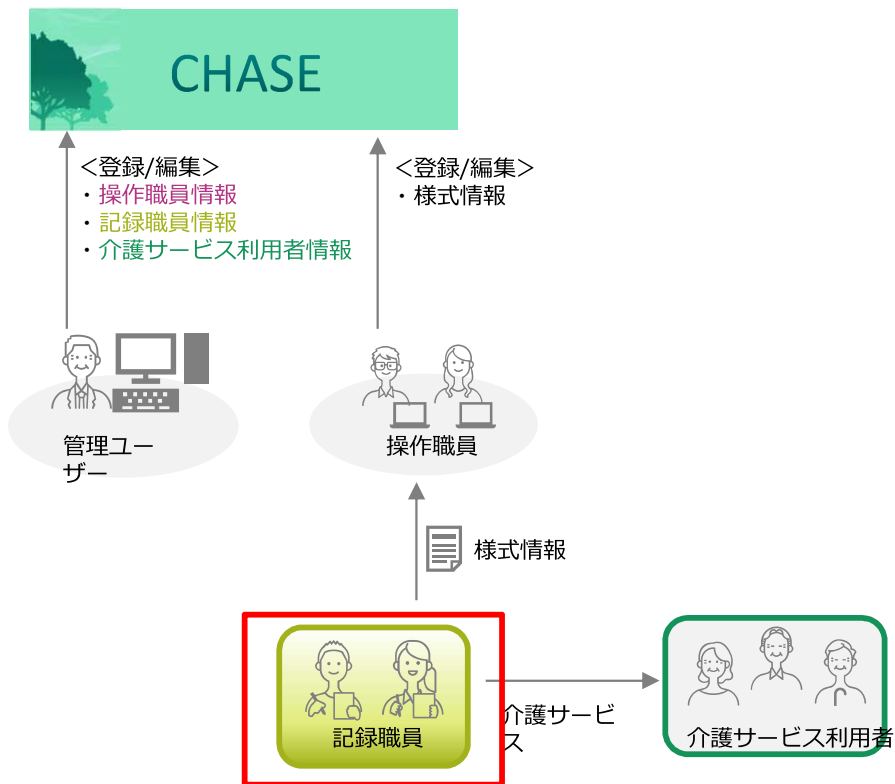 CHASE
＜登録/編集＞
・操作職員情報
・記録職員情報
・介護サービス利用者情報
＜登録/編集＞
・様式情報
管理ユー
ザー
操作職員
様式情報
記録職員
介護サービ
ス
介護サービス利用者